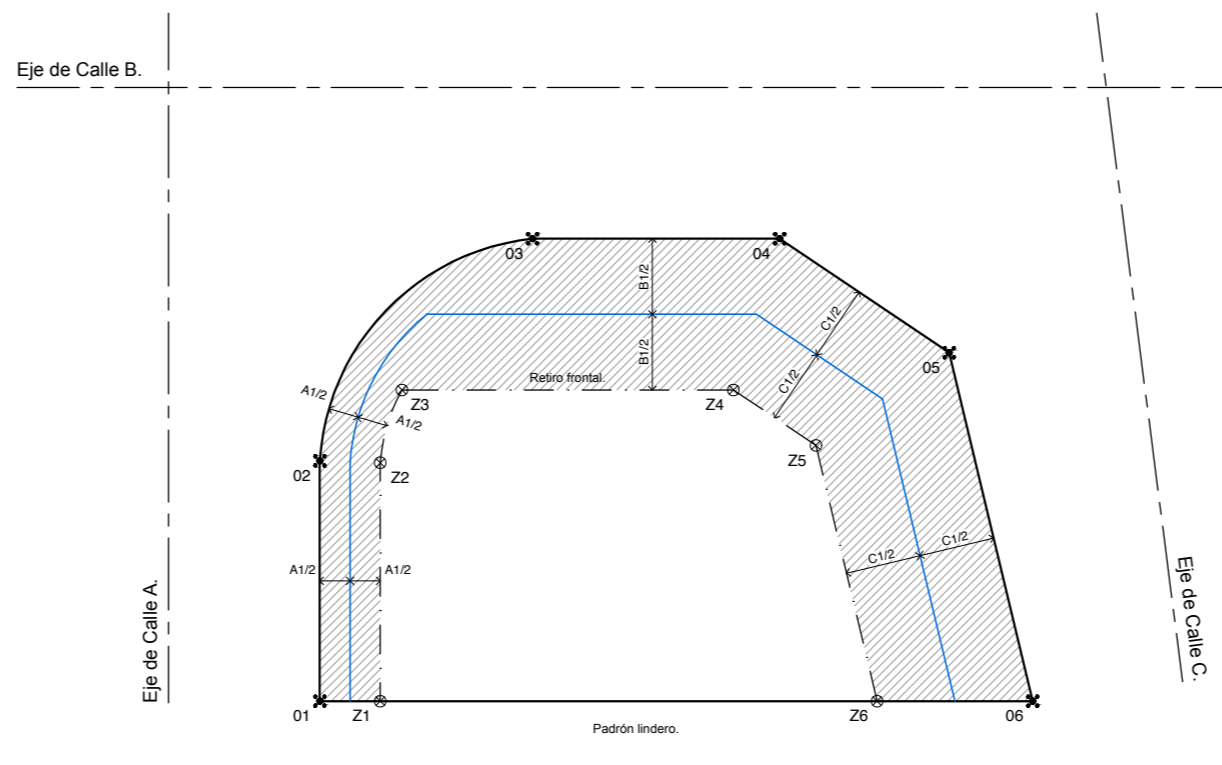 Eje de Calle B.
03
04
B1/2
C1/2
05
B1/2
C1/2
Retiro frontal.
A1/2
Z3
Z4
A1/2
Z5
02
Z2
C1/2
C1/2
A1/2
A1/2
Eje de Calle A.
Eje de Calle C.
01
Z1
Z6
06
Padrón lindero.